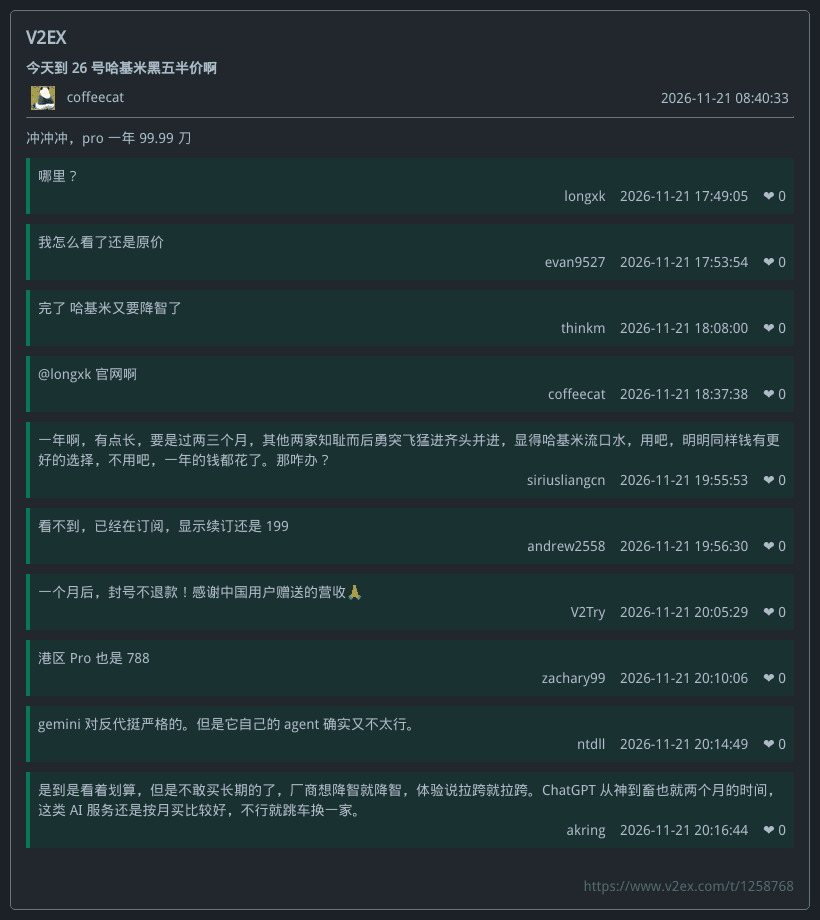 V2EX
今天到 26 号哈基米黑五半价啊
coffeecat
2026-11-21 08:40:33
冲冲冲，pro 一年 99.99 刀
哪里？
longxk 2026-11-21 17:49:05 ❤ 0
我怎么看了还是原价
evan9527 2026-11-21 17:53:54 ❤ 0
完了 哈基米又要降智了
thinkm 2026-11-21 18:08:00 ❤ 0
@longxk 官网啊
coffeecat 2026-11-21 18:37:38 ❤ 0
一年啊，有点长，要是过两三个月，其他两家知耻而后勇突飞猛进齐头并进，显得哈基米流口水，用吧，明明同样钱有更
好的选择，不用吧，一年的钱都花了。那咋办？
siriusliangcn 2026-11-21 19:55:53 ❤ 0
看不到，已经在订阅，显示续订还是 199
andrew2558 2026-11-21 19:56:30 ❤ 0
一个月后，封号不退款！感谢中国用户赠送的营收🙏
V2Try 2026-11-21 20:05:29 ❤ 0
港区 Pro 也是 788
zachary99 2026-11-21 20:10:06 ❤ 0
gemini 对反代挺严格的。但是它自己的 agent 确实又不太行。
ntdll 2026-11-21 20:14:49 ❤ 0
是到是看着划算，但是不敢买长期的了，厂商想降智就降智，体验说拉跨就拉跨。ChatGPT 从神到畜也就两个月的时间，
这类 AI 服务还是按月买比较好，不行就跳车换一家。
akring 2026-11-21 20:16:44 ❤ 0
https://www.v2ex.com/t/1258768